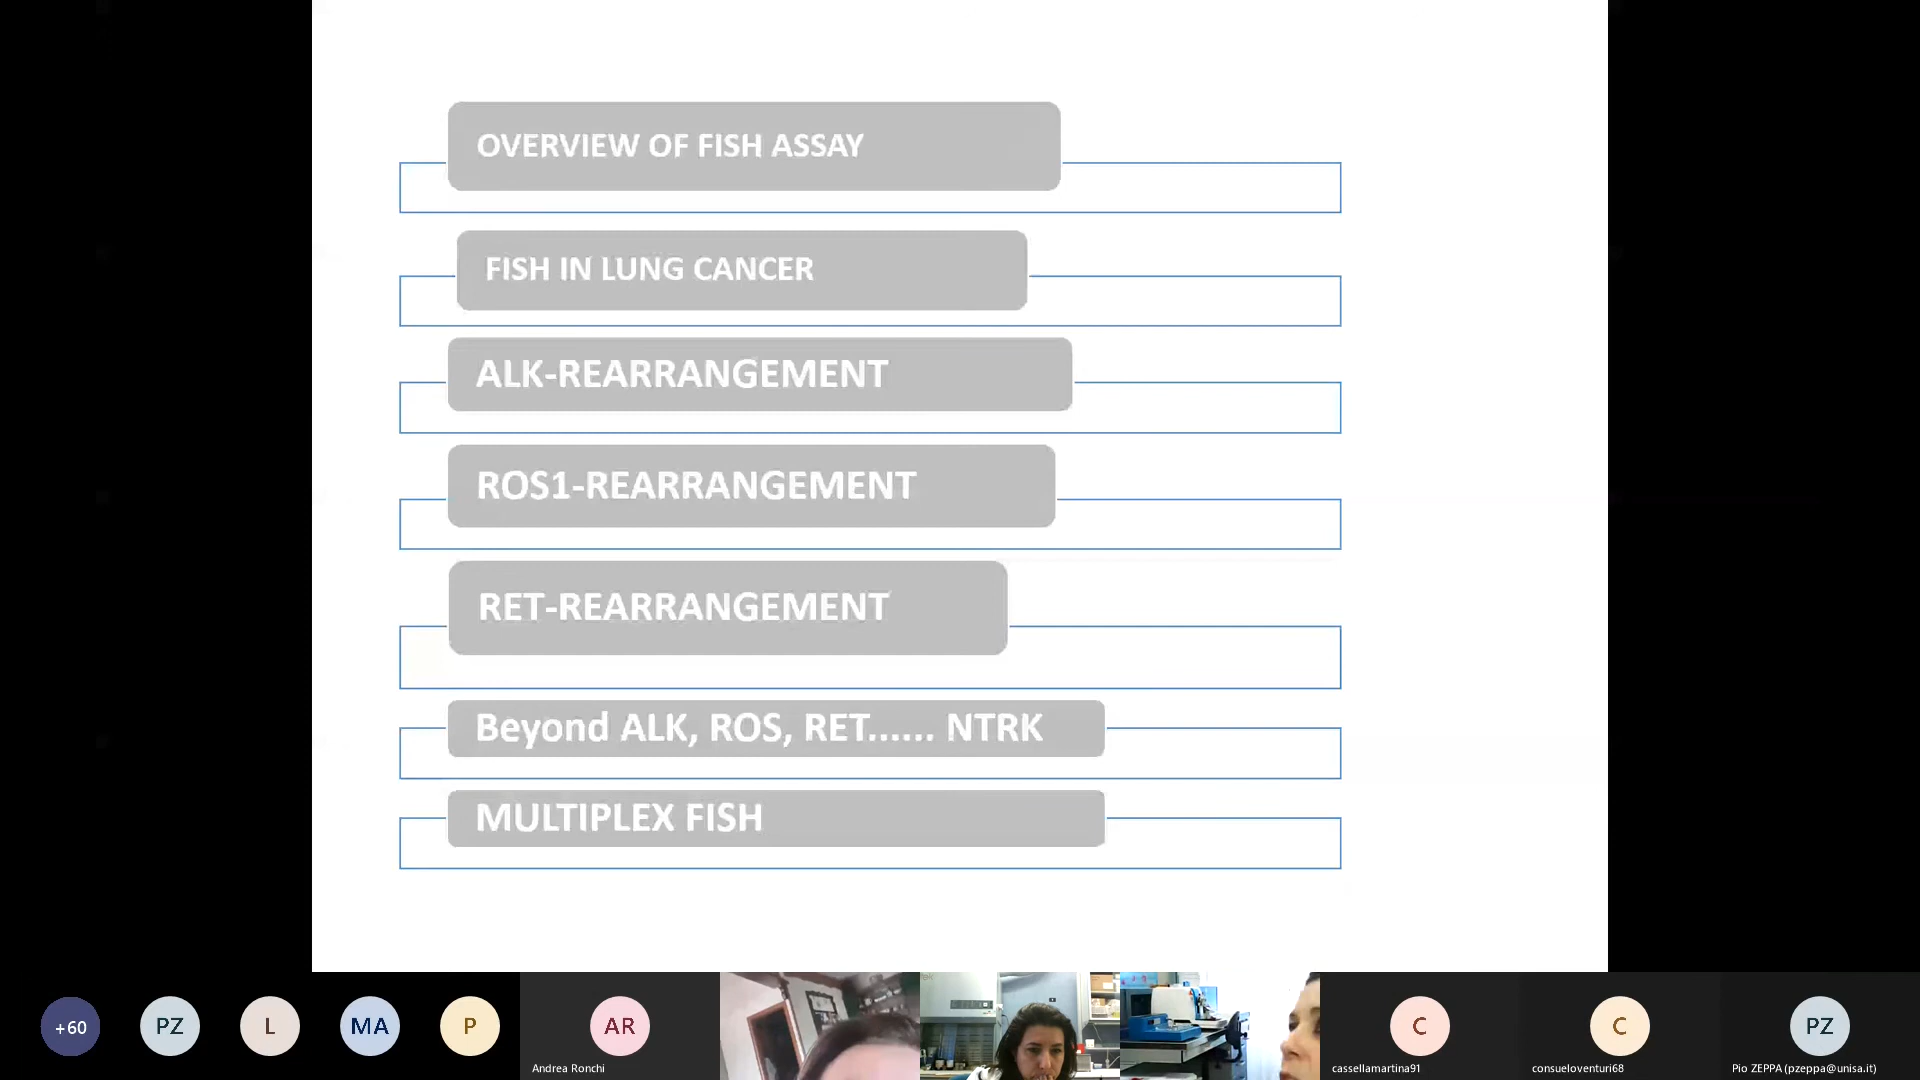 OVERVIEW OF FISH ASSAY
FISH IN LUNG CANCER
ALK-REARRANGEMENT
ROS1-REARRANGEMENT
RET-REARRANGEMENT
Beyond ALK, ROS, RET...... NTRK
MULTIPLEX FISH
+60
PZ
L
MA
P
AR
Andrea Ronchi
C
cassellamartina91
C
consueloventuri68
PZ
Pio ZEPPA (pzeppa@unisa.it)